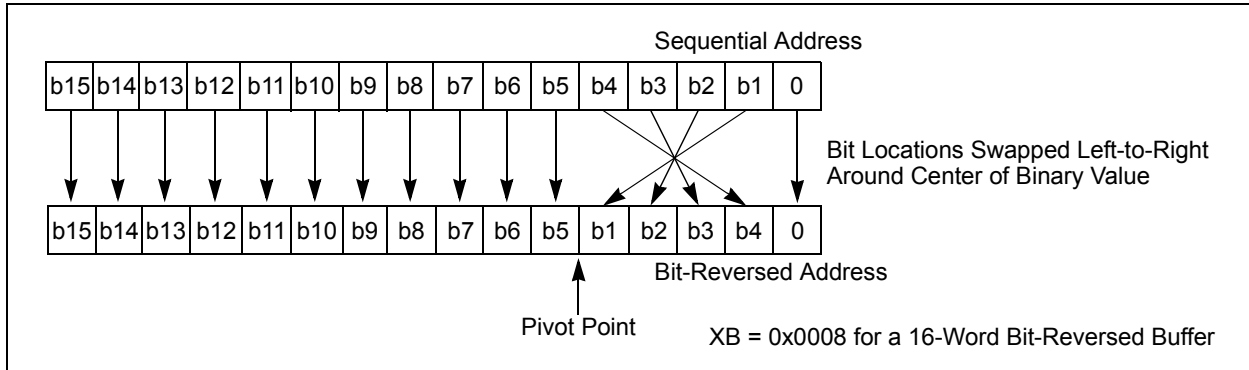 Sequential Address
b15 b14 b13 b12 b11 b10 b9 b8 b7 b6 b5 b4 b3 b2 b1 0
Bit Locations Swapped Left-to-Right
Around Center of Binary Value
b15 b14 b13 b12 b11 b10 b9 b8 b7 b6 b5 b1 b2 b3 b4 0
Bit-Reversed Address
Pivot Point
XB = 0x0008 for a 16-Word Bit-Reversed Buffer